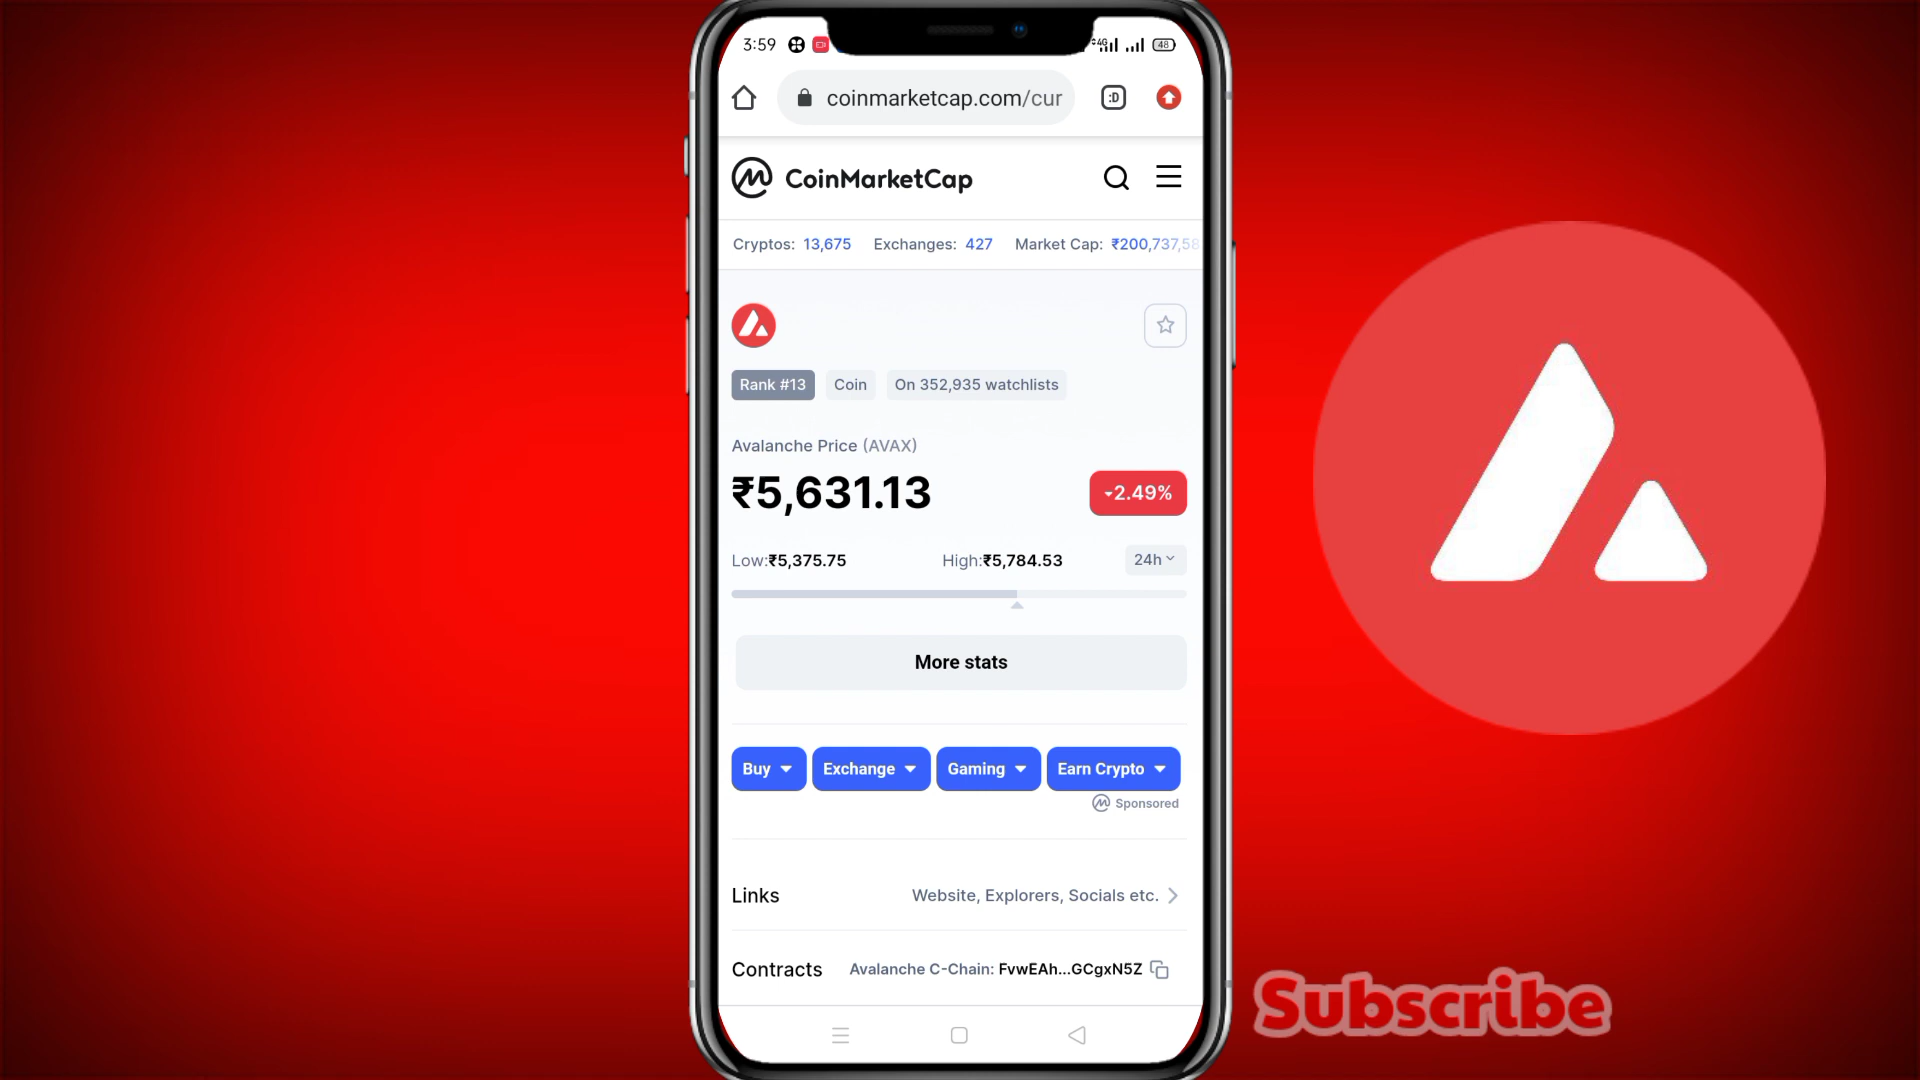 3:59 4G 48
coinmarketcap.com/cur :D
CoinMarketCap
Cryptos: 13,675 Exchanges: 427 Market Cap: ₹200,737,58
Rank #13 Coin On 352,935 watchlists
Avalanche Price (AVAX)
₹5,631.13 2.49%
Low:₹5,375.75 High:₹5,784.53 24h
More stats
Buy Exchange Gaming Earn Crypto
Sponsored
Links Website, Explorers, Socials etc.
Contracts Avalanche C-Chain: FvwEAh...GCgxN5Z
Subscribe